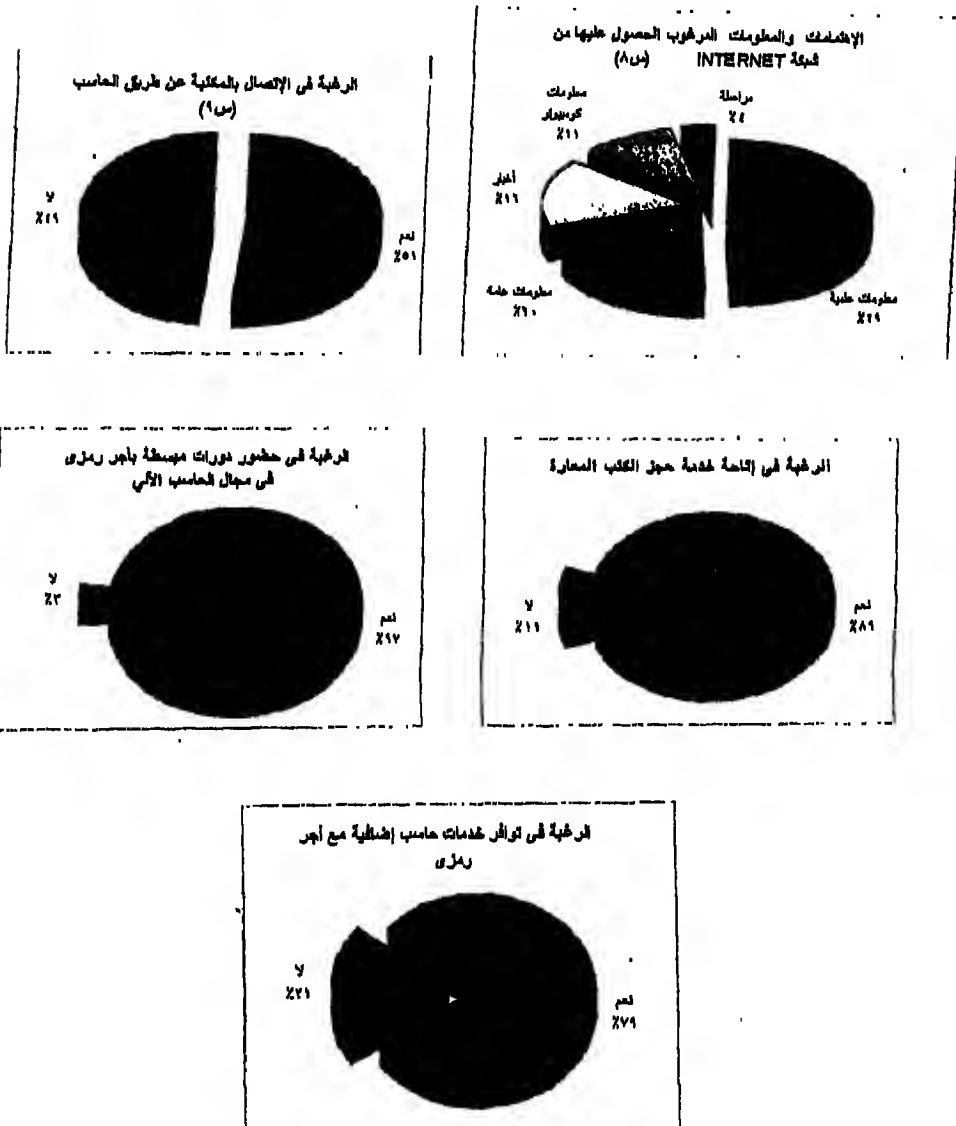 الإهتمامات والمعلومات المرغوب الحصول عليها من
شبكة INTERNET (س٨)
مراسلة
٪٤
معلومات
كومبيوتر
٪١١
أخبار
٪١٦
معلومات عامة
٪٢٠
معلومات علمية
٪٤٩
الرغبة فى الإتصال بالمكتبة عن طريق الحاسب
(س٩)
نعم
٪٥١
لا
٪٤٩
الرغبة فى إتاحة خدمة حجز الكتب المعارة
نعم
٪٨٩
لا
٪١١
الرغبة فى حضور دورات مبسطة بأجر رمزى
فى مجال الحاسب الآلي
نعم
٪٩٧
لا
٪٣
الرغبة فى توافر خدمات حاسب إضافية مع أجر
رمزى
نعم
٪٧٩
لا
٪٢١